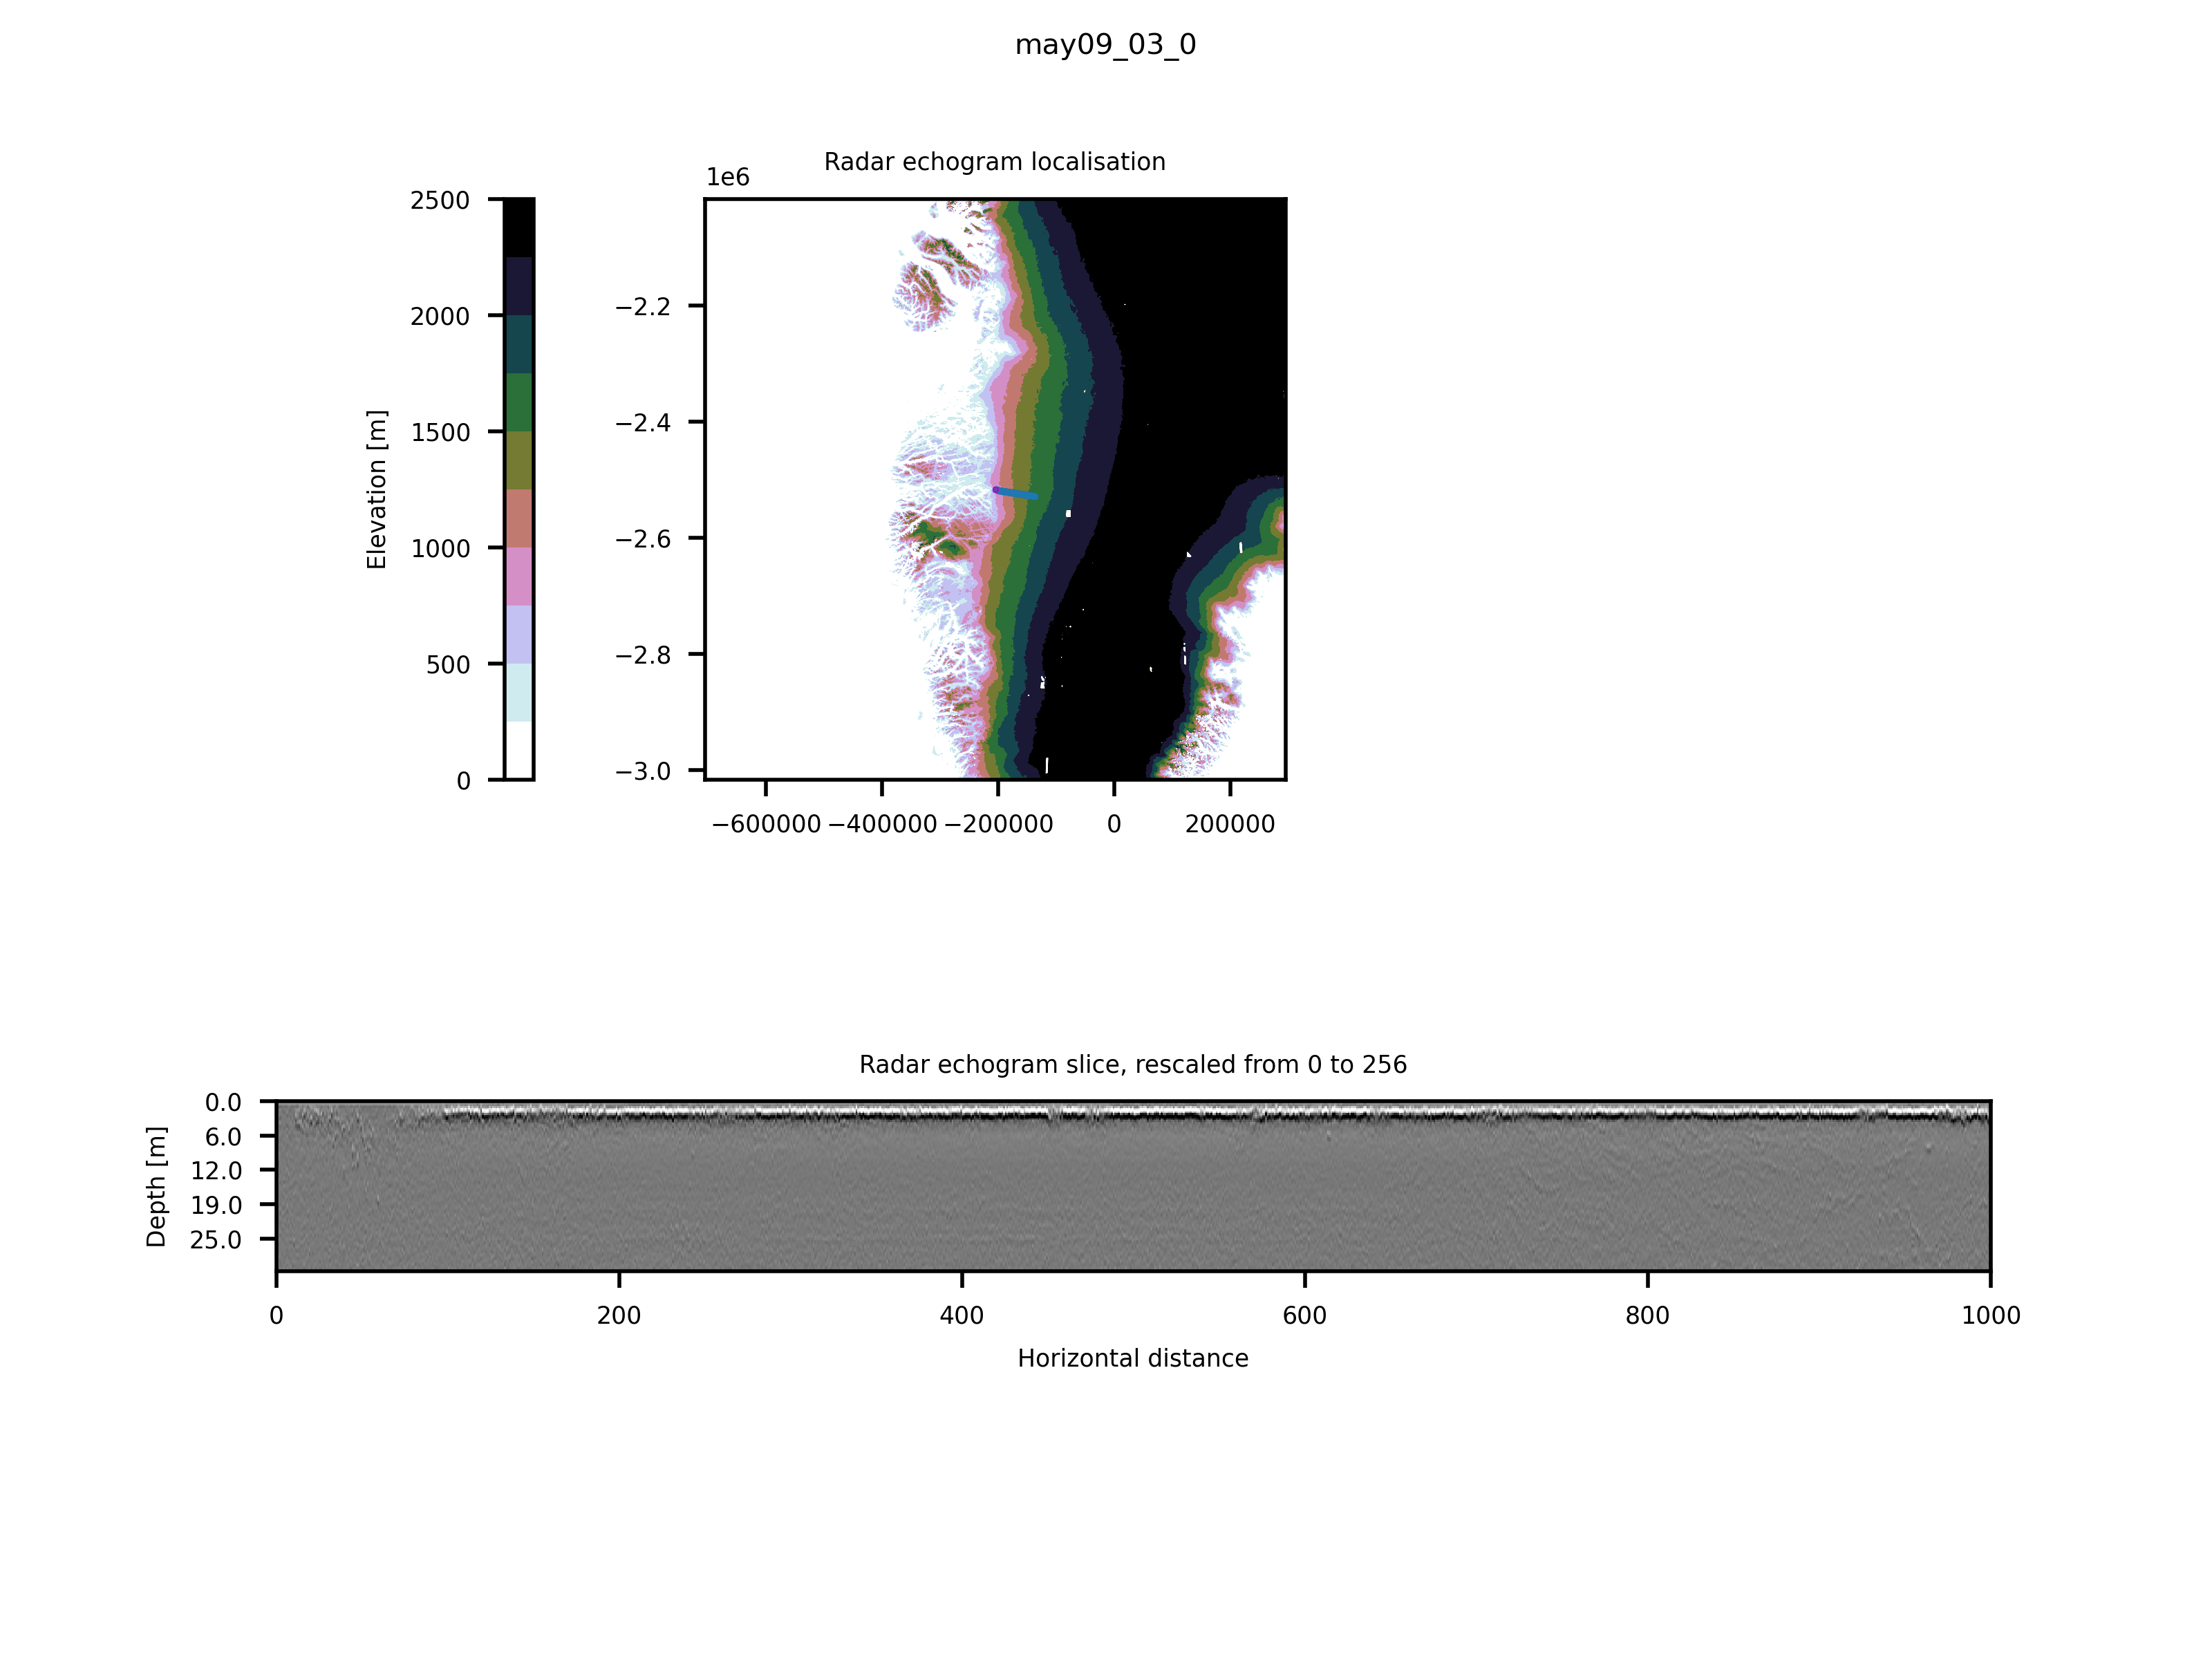 may09_03_0
Radar echogram localisation
1e6
2500
2000
1500
1000
500
0
Elevation [m]
−2.2
−2.4
−2.6
−2.8
−3.0
−600000 −400000 −200000 0 200000
Radar echogram slice, rescaled from 0 to 256
0.0
6.0
12.0
19.0
25.0
Depth [m]
0 200 400 600 800 1000
Horizontal distance